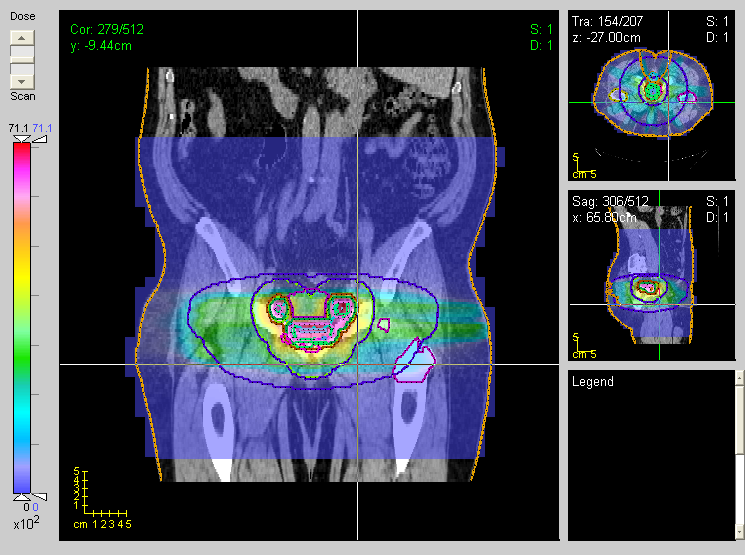 Dose
Scan
71.1 71.1
0 0
x10²
Cor: 279/512
y: -9.44cm
S: 1
D: 1
5
4
3
2
1
cm 1 2 3 4 5
Tra: 154/207
z: -27.00cm
S: 1
D: 1
5
cm 5
Sag: 306/512
x: 65.80cm
S: 1
D: 1
5
cm 5
Legend